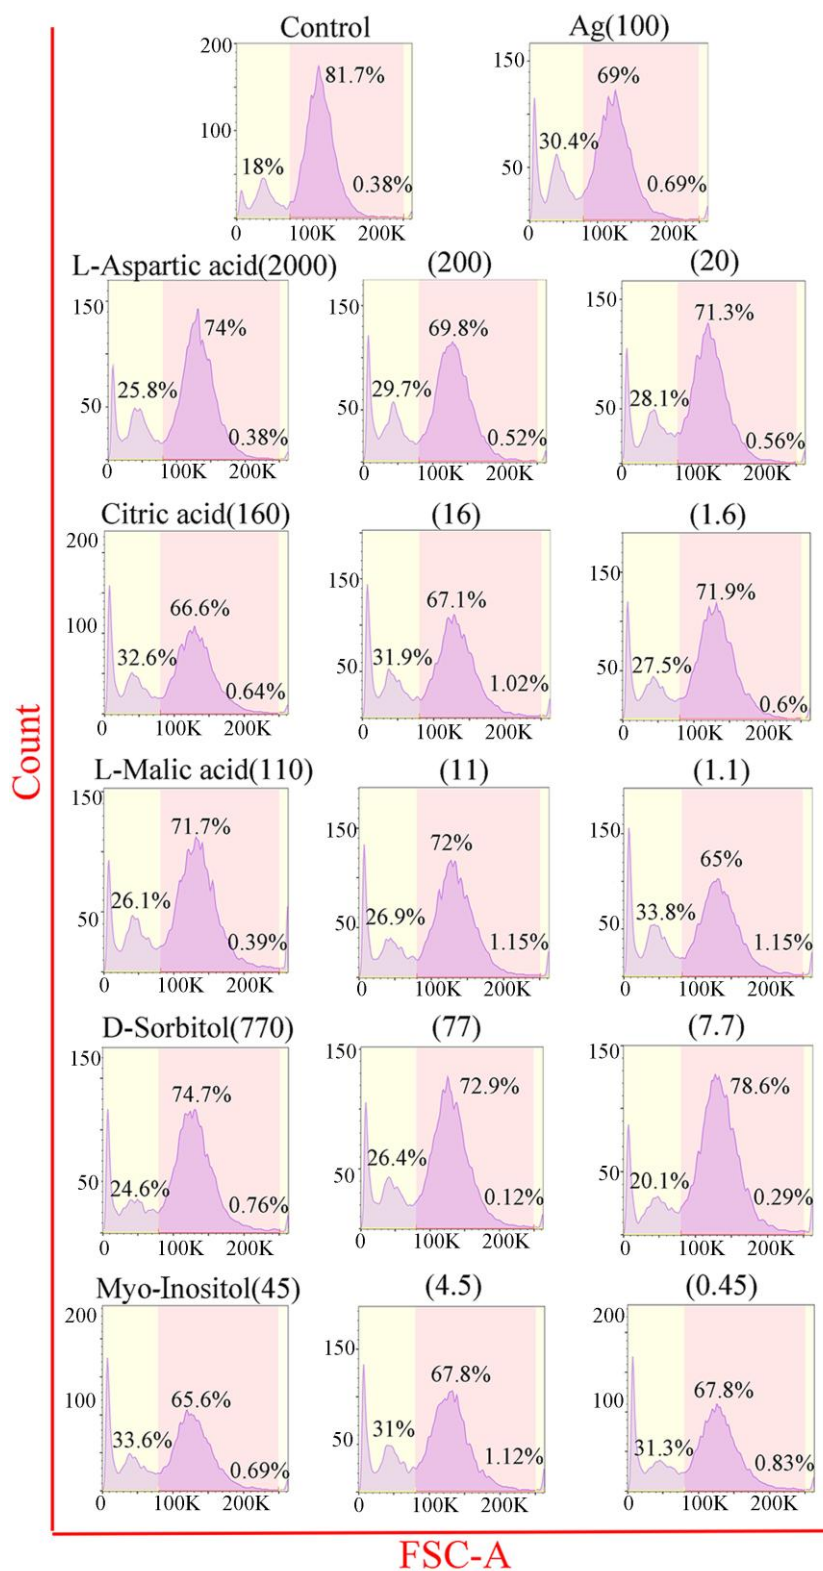 Control Ag(100)
200 81.7% 150 69%
100 18% 0.38% 50 30.4% 0.69%
0 100K 200K 0 100K 200K
L-Aspartic acid(2000) (200) (20)
150 74% 150 69.8% 150 71.3%
50 25.8% 0.38% 50 29.7% 0.52% 50 28.1% 0.56%
0 100K 200K 0 100K 200K 0 100K 200K
Citric acid(160) (16) (1.6)
200 66.6% 150 67.1% 150 71.9%
100 32.6% 0.64% 50 31.9% 1.02% 50 27.5% 0.6%
0 100K 200K 0 100K 200K 0 100K 200K
L-Malic acid(110) (11) (1.1)
150 71.7% 150 72% 150 65%
50 26.1% 0.39% 50 26.9% 1.15% 50 33.8% 1.15%
0 100K 200K 0 100K 200K 0 100K 200K
D-Sorbitol(770) (77) (7.7)
150 74.7% 150 72.9% 150 78.6%
50 24.6% 0.76% 50 26.4% 0.12% 50 20.1% 0.29%
0 100K 200K 0 100K 200K 0 100K 200K
Myo-Inositol(45) (4.5) (0.45)
200 65.6% 150 67.8% 200 67.8%
100 33.6% 0.69% 50 31% 1.12% 100 31.3% 0.83%
0 100K 200K 0 100K 200K 0 100K 200K
Count
FSC-A